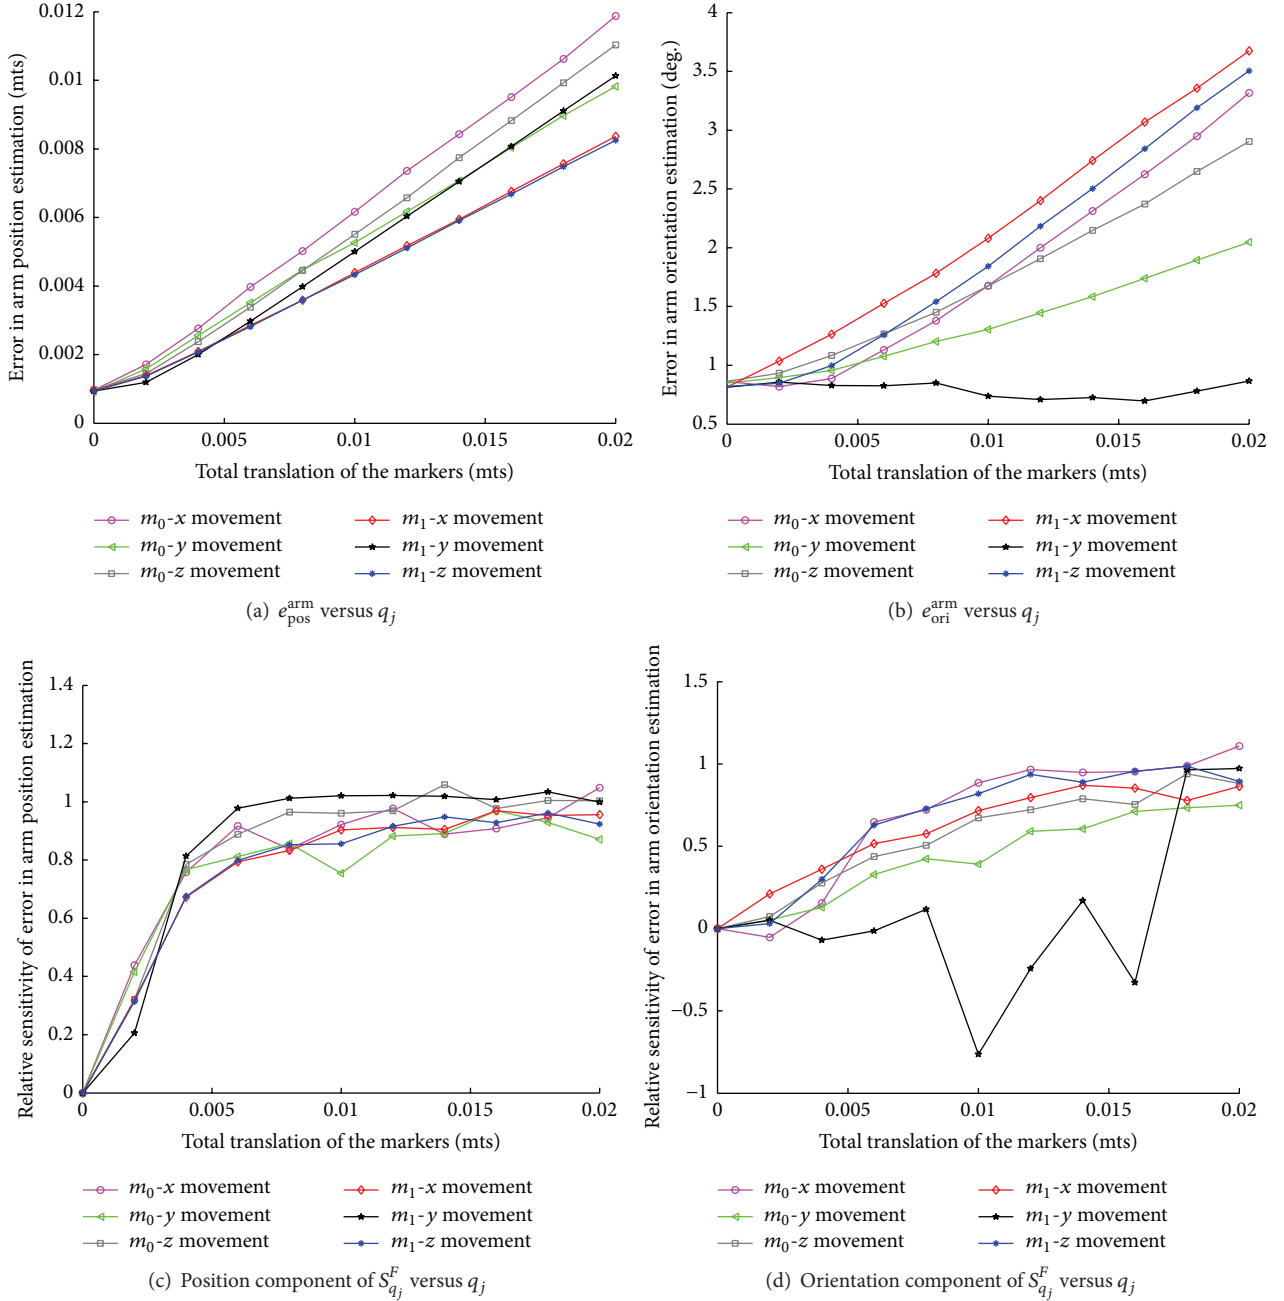 Error in arm position estimation (mts)
0.012
0.01
0.008
0.006
0.004
0.002
0
0 0.005 0.01 0.015 0.02
Total translation of the markers (mts)
m0-x movement m1-x movement
m0-y movement m1-y movement
m0-z movement m1-z movement
(a) e_pos^arm versus q_j
Error in arm orientation estimation (deg.)
4
3.5
3
2.5
2
1.5
1
0.5
0 0.005 0.01 0.015 0.02
Total translation of the markers (mts)
m0-x movement m1-x movement
m0-y movement m1-y movement
m0-z movement m1-z movement
(b) e_ori^arm versus q_j
Relative sensitivity of error in arm position estimation
1.4
1.2
1
0.8
0.6
0.4
0.2
0
0 0.005 0.01 0.015 0.02
Total translation of the markers (mts)
m0-x movement m1-x movement
m0-y movement m1-y movement
m0-z movement m1-z movement
(c) Position component of S_{q_j}^F versus q_j
Relative sensitivity of error in arm orientation estimation
1.5
1
0.5
0
−0.5
−1
0 0.005 0.01 0.015 0.02
Total translation of the markers (mts)
m0-x movement m1-x movement
m0-y movement m1-y movement
m0-z movement m1-z movement
(d) Orientation component of S_{q_j}^F versus q_j